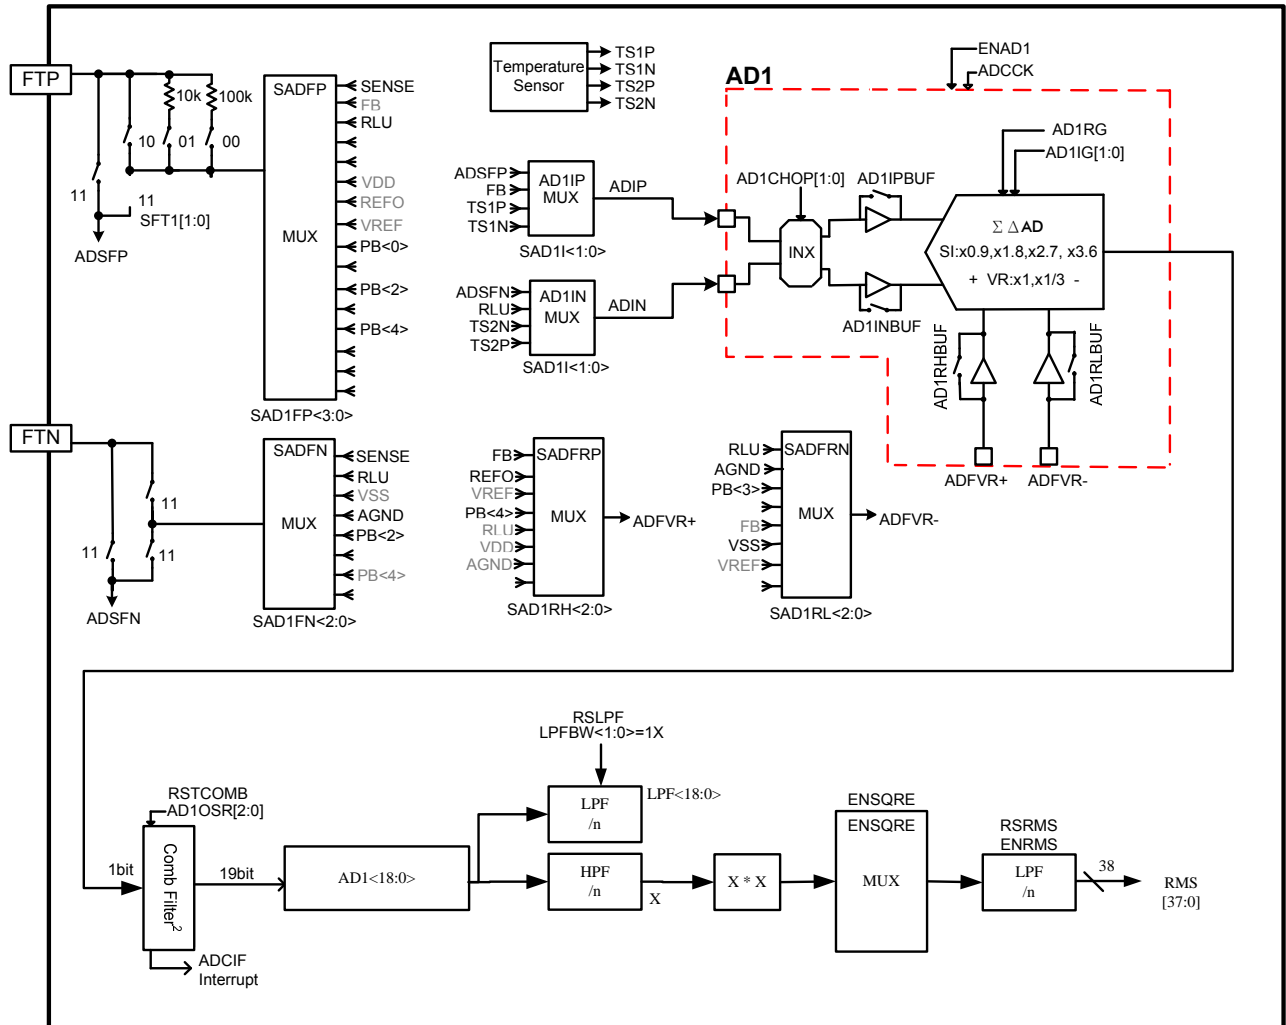 FTP
10k
100k
10
01
00
11
11
SFT1[1:0]
ADSFP
SADFP
MUX
SENSE
FB
RLU
VDD
REFO
VREF
PB<0>
PB<2>
PB<4>
SAD1FP<3:0>
Temperature
Sensor
TS1P
TS1N
TS2P
TS2N
ADSFP
FB
TS1P
TS1N
AD1IP
MUX
ADIP
SAD1I<1:0>
ADSFN
RLU
TS2N
TS2P
AD1IN
MUX
ADIN
SAD1I<1:0>
AD1
ENAD1
ADCCK
AD1RG
AD1IG[1:0]
AD1CHOP[1:0]
AD1IPBUF
INX
AD1INBUF
Σ Δ AD
SI:x0.9,x1.8,x2.7, x3.6
+ VR:x1,x1/3 -
AD1RHBUF
AD1RLBUF
ADFVR+
ADFVR-
FTN
11
11
11
ADSFN
SADFN
MUX
SENSE
RLU
VSS
AGND
PB<2>
PB<4>
SAD1FN<2:0>
FB
REFO
VREF
PB<4>
RLU
VDD
AGND
SADFRP
MUX
ADFVR+
SAD1RH<2:0>
RLU
AGND
PB<3>
FB
VSS
VREF
SADFRN
MUX
ADFVR-
SAD1RL<2:0>
RSTCOMB
AD1OSR[2:0]
1bit
Comb Filter²
19bit
ADCIF
Interrupt
AD1<18:0>
RSLPF
LPFBW<1:0>=1X
LPF
/n
LPF<18:0>
HPF
/n
X
X * X
ENSQRE
ENSQRE
MUX
RSRMS
ENRMS
LPF
/n
38
RMS
[37:0]